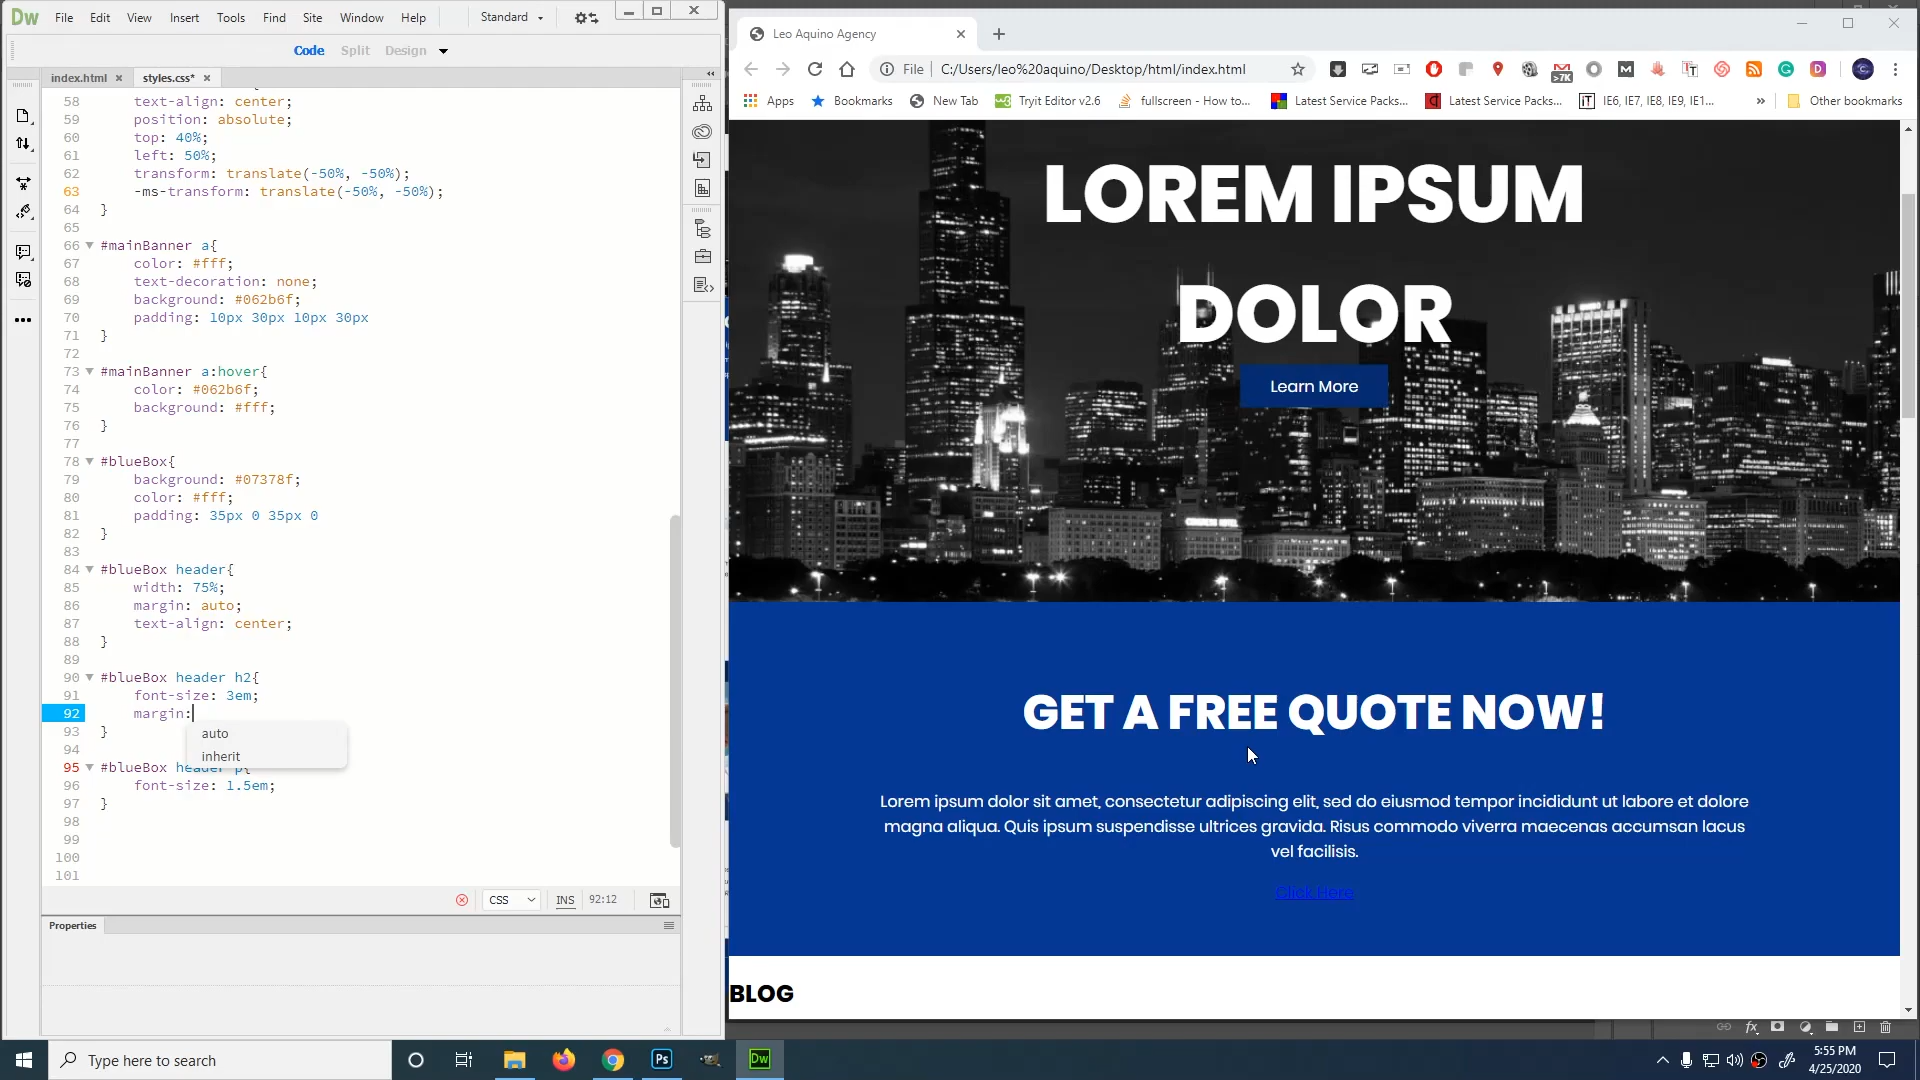 Dw File Edit View Insert Tools Find Site Window Help Standard
Code Split Design
index.html styles.css*
58 text-align: center;
59 position: absolute;
60 top: 40%;
61 left: 50%;
62 transform: translate(-50%, -50%);
63 -ms-transform: translate(-50%, -50%);
64 }
65
66 #mainBanner a{
67 color: #fff;
68 text-decoration: none;
69 background: #062b6f;
70 padding: 10px 30px 10px 30px
71 }
72
73 #mainBanner a:hover{
74 color: #062b6f;
75 background: #fff;
76 }
77
78 #blueBox{
79 background: #07378f;
80 color: #fff;
81 padding: 35px 0 35px 0
82 }
83
84 #blueBox header{
85 width: 75%;
86 margin: auto;
87 text-align: center;
88 }
89
90 #blueBox header h2{
91 font-size: 3em;
92 margin:
93 }
auto
94
inherit
95 #blueBox header p{
96 font-size: 1.5em;
97 }
98
99
100
101
CSS INS 92:12
Properties
Leo Aquino Agency
File C:/Users/leo%20aquino/Desktop/html/index.html
>7K
Apps Bookmarks New Tab Tryit Editor v2.6 fullscreen - How to... Latest Service Packs... Latest Service Packs... IE6, IE7, IE8, IE9, IE1... » Other bookmarks
LOREM IPSUM
DOLOR
Learn More
GET A FREE QUOTE NOW!
Lorem ipsum dolor sit amet, consectetur adipiscing elit, sed do eiusmod tempor incididunt ut labore et dolore
magna aliqua. Quis ipsum suspendisse ultrices gravida. Risus commodo viverra maecenas accumsan lacus
vel facilisis.
Click Here
BLOG
Type here to search
Ps
Dw
5:55 PM
4/25/2020